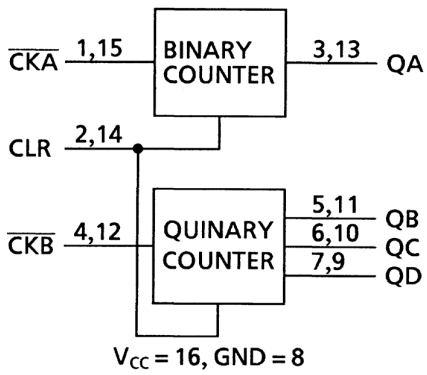 CKA 1,15 BINARY COUNTER 3,13 QA
CLR 2,14
CKB 4,12 QUINARY COUNTER 5,11 QB
6,10 QC
7,9 QD
VCC = 16, GND = 8